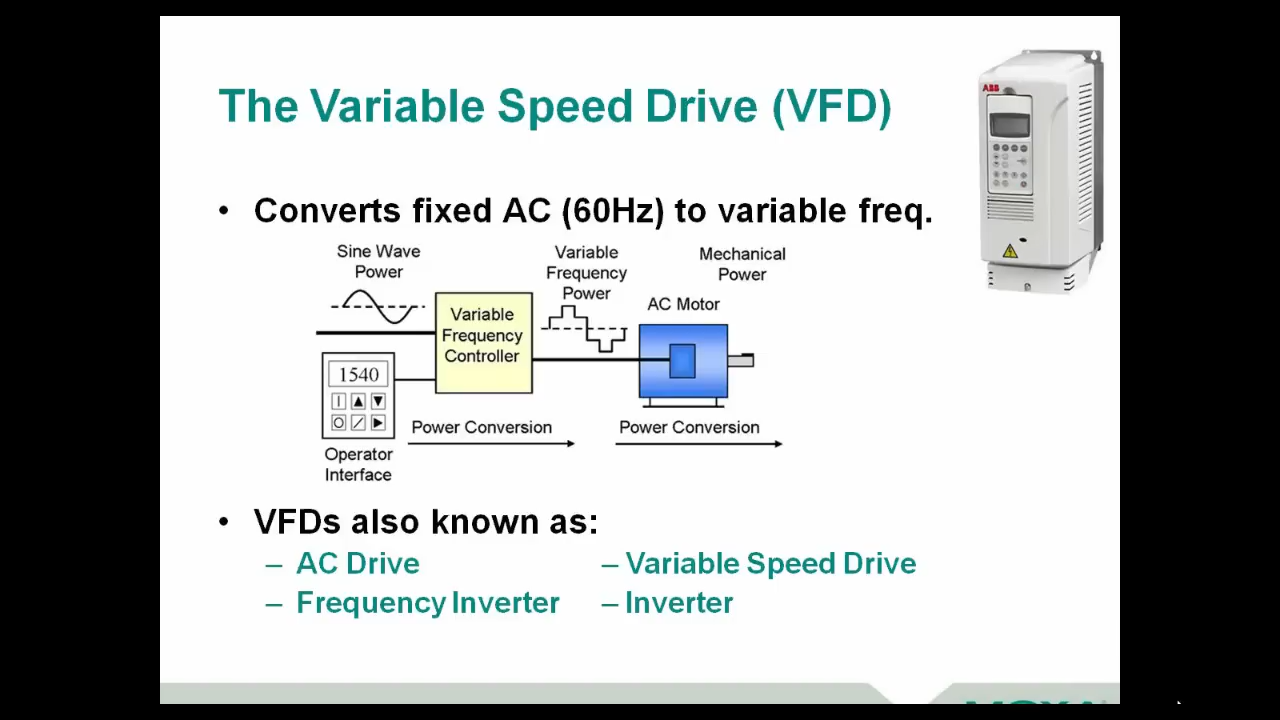 The Variable Speed Drive (VFD)
ABB
• Converts fixed AC (60Hz) to variable freq.
Sine Wave
Power
Variable
Frequency
Power
Mechanical
Power
AC Motor
Variable
Frequency
Controller
1540
Power Conversion
Power Conversion
Operator
Interface
• VFDs also known as:
– AC Drive
– Variable Speed Drive
– Frequency Inverter
– Inverter